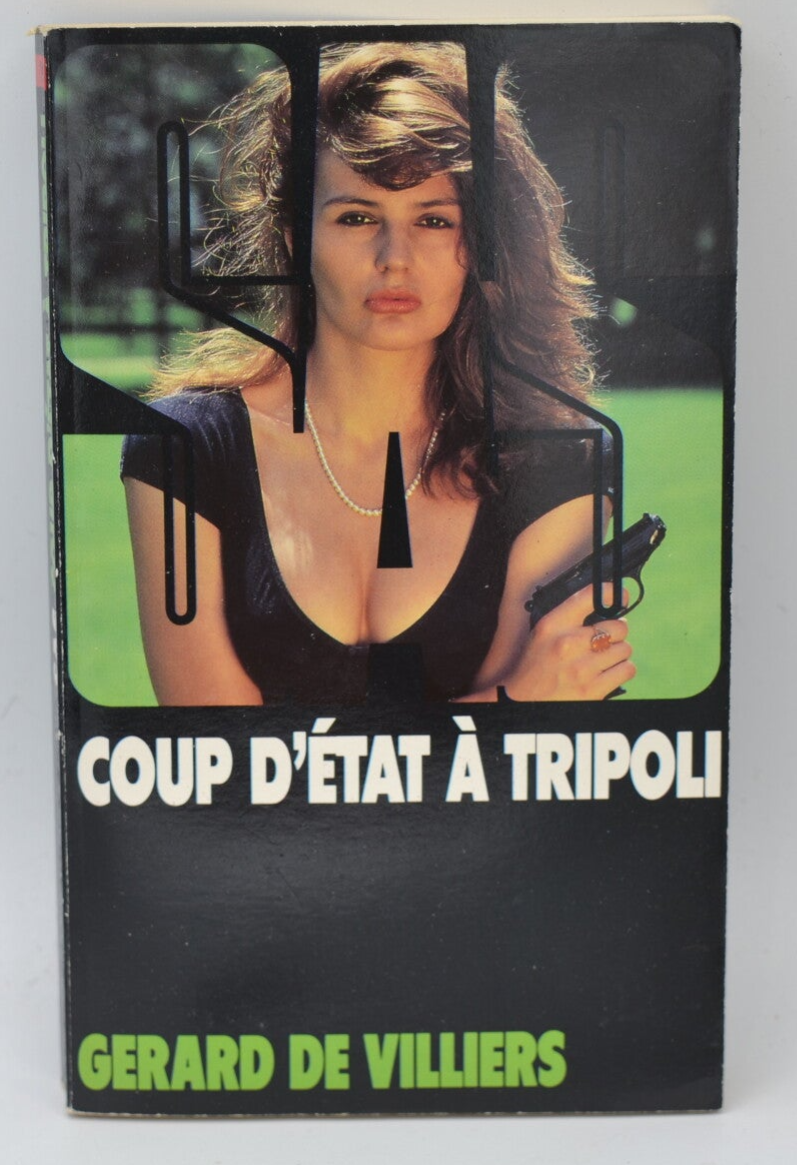 SAS
COUP D'ÉTAT À TRIPOLI
GERARD DE VILLIERS